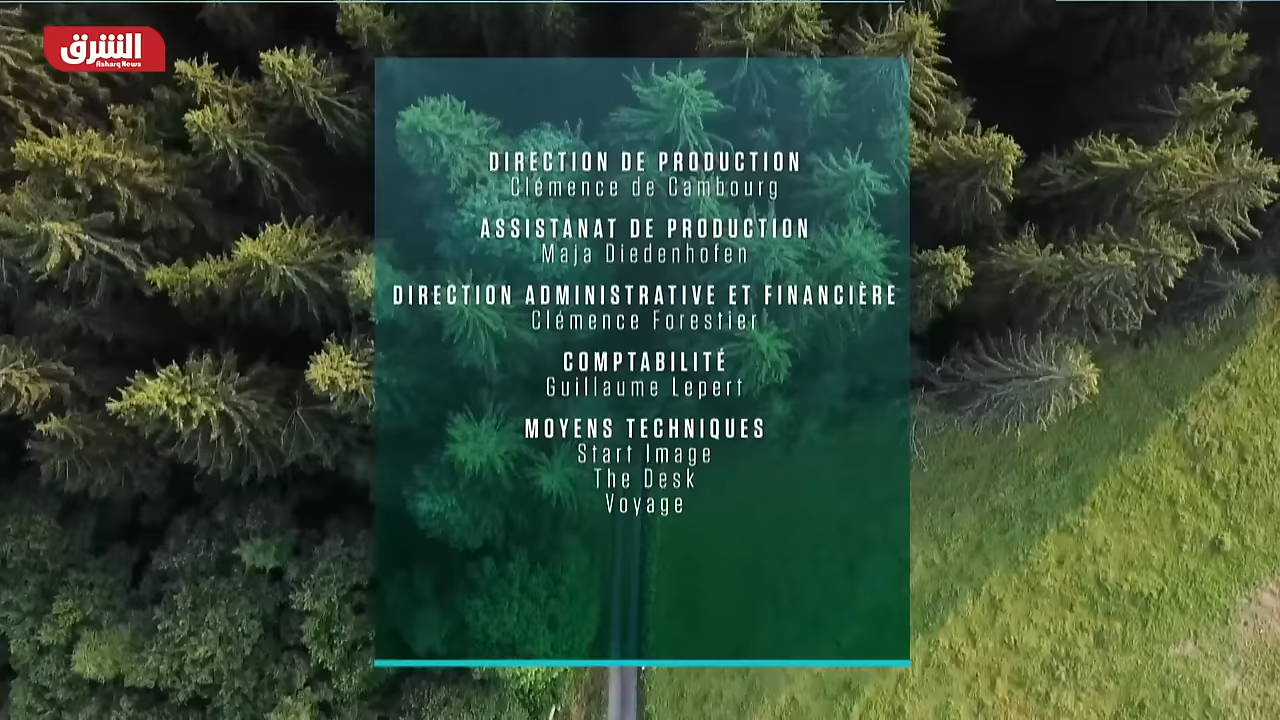 الشرق
Asharq News
DIRECTION DE PRODUCTION
Clémence de Cambourg
ASSISTANAT DE PRODUCTION
Maja Diedenhofen
DIRECTION ADMINISTRATIVE ET FINANCIÈRE
Clémence Forestier
COMPTABILITÉ
Guillaume Lepert
MOYENS TECHNIQUES
Start Image
The Desk
Voyage